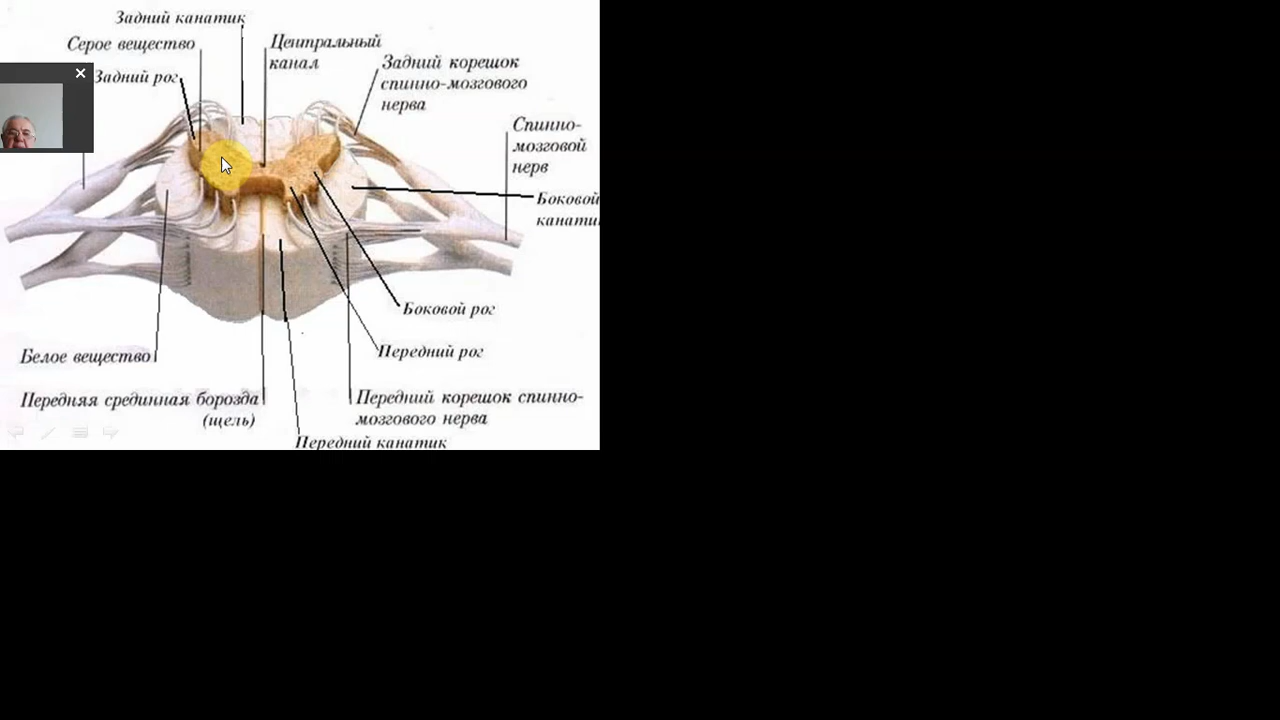 Задний канатик
Серое вещество
Центральный
канал
Задний рог
Задний корешок
спинно-мозгового
нерва
Спинно-
мозговой
нерв
Боковой
канати
Боковой рог
Передний рог
Белое вещество
Передняя срединная борозда
(щель)
Передний корешок спинно-
мозгового нерва
Передний канатик